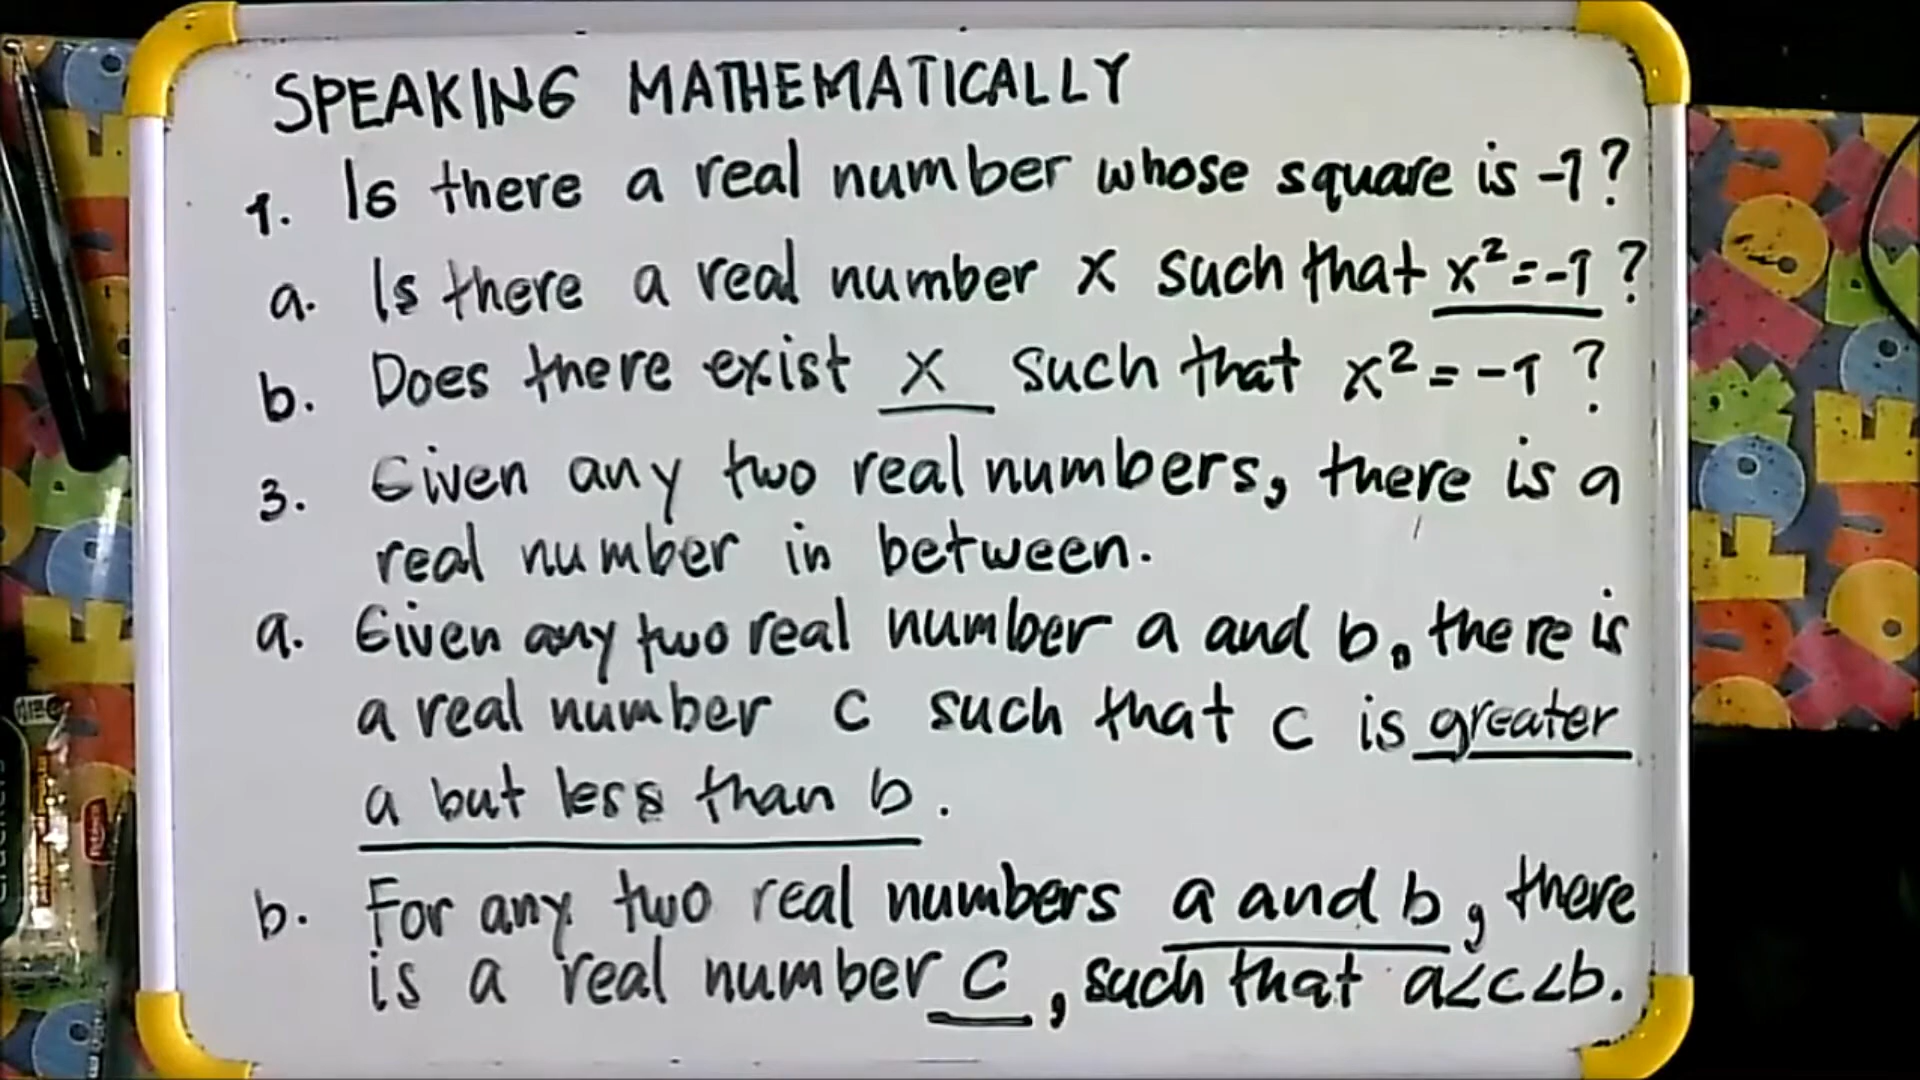 SPEAKING MATHEMATICALLY
1. Is there a real number whose square is -1?
a. Is there a real number x such that x²=-1?
b. Does there exist x such that x²=-1?
3. Given any two real numbers, there is a
real number in between.
a. Given any two real number a and b, there is
a real number c such that c is greater
a but less than b.
b. For any two real numbers a and b, there
is a real number c, such that a<c<b.